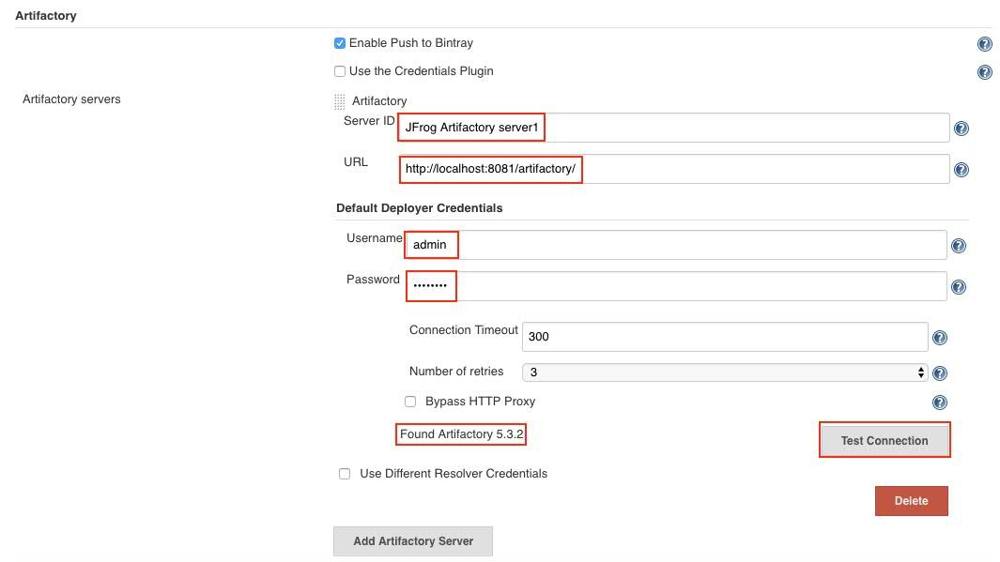 Artifactory
Enable Push to Bintray
Use the Credentials Plugin
Artifactory servers
Artifactory
Server ID JFrog Artifactory server1
URL http://localhost:8081/artifactory/
Default Deployer Credentials
Username admin
Password ••••••••
Connection Timeout 300
Number of retries 3
Bypass HTTP Proxy
Found Artifactory 5.3.2 Test Connection
Use Different Resolver Credentials
Delete
Add Artifactory Server